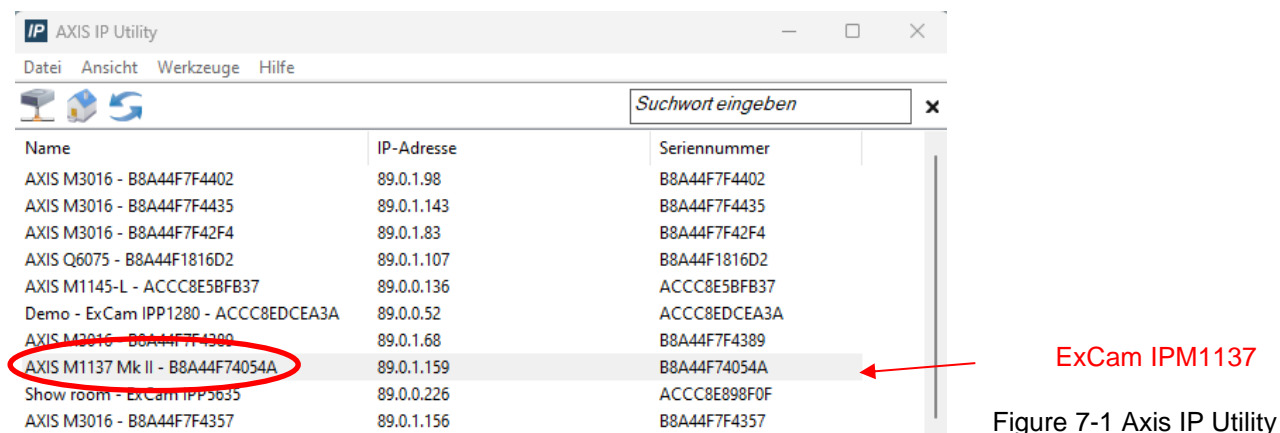 IP AXIS IP Utility
Datei Ansicht Werkzeuge Hilfe
Suchwort eingeben
Name IP-Adresse Seriennummer
AXIS M3016 - B8A44F7F4402 89.0.1.98 B8A44F7F4402
AXIS M3016 - B8A44F7F4435 89.0.1.143 B8A44F7F4435
AXIS M3016 - B8A44F7F42F4 89.0.1.83 B8A44F7F42F4
AXIS Q6075 - B8A44F1816D2 89.0.1.107 B8A44F1816D2
AXIS M1145-L - ACCC8E5BFB37 89.0.0.136 ACCC8E5BFB37
Demo - ExCam IPP1280 - ACCC8EDCEA3A 89.0.0.52 ACCC8EDCEA3A
AXIS M3016 - B8A44F7F4389 89.0.1.68 B8A44F7F4389
AXIS M1137 Mk II - B8A44F74054A 89.0.1.159 B8A44F74054A
ExCam IPM1137
Show room - ExCam IPP5635 89.0.0.226 ACCC8E898F0F
AXIS M3016 - B8A44F7F4357 89.0.1.156 B8A44F7F4357
Figure 7-1 Axis IP Utility